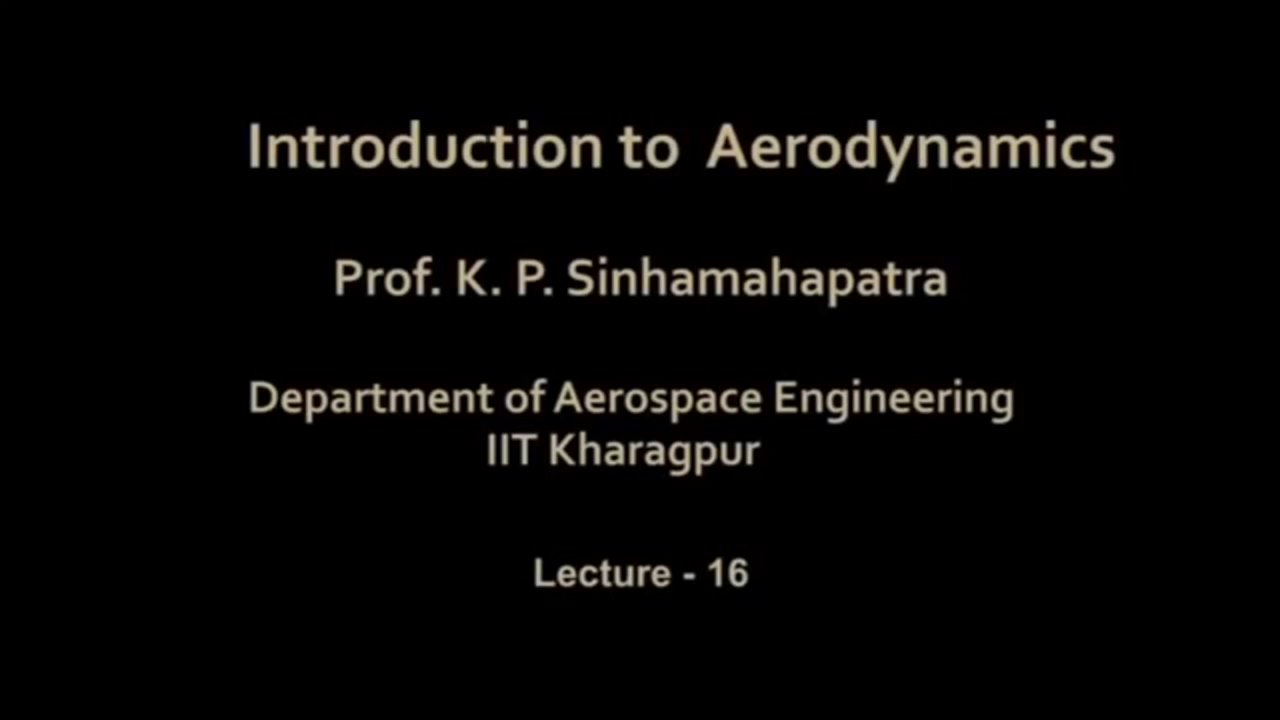 Introduction to Aerodynamics
Prof. K. P. Sinhamahapatra
Department of Aerospace Engineering
IIT Kharagpur
Lecture - 16